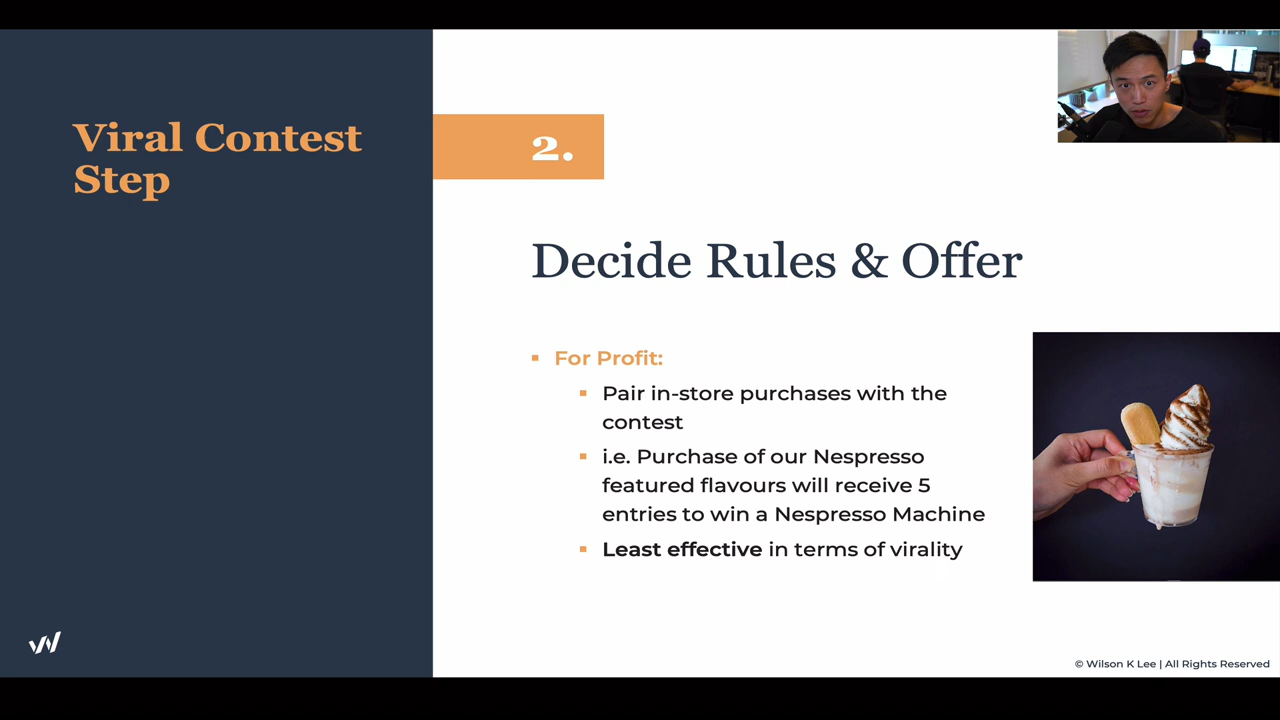 Viral Contest
Step
2.
Decide Rules & Offer
For Profit:
Pair in-store purchases with the
contest
i.e. Purchase of our Nespresso
featured flavours will receive 5
entries to win a Nespresso Machine
Least effective in terms of virality
© Wilson K Lee | All Rights Reserved